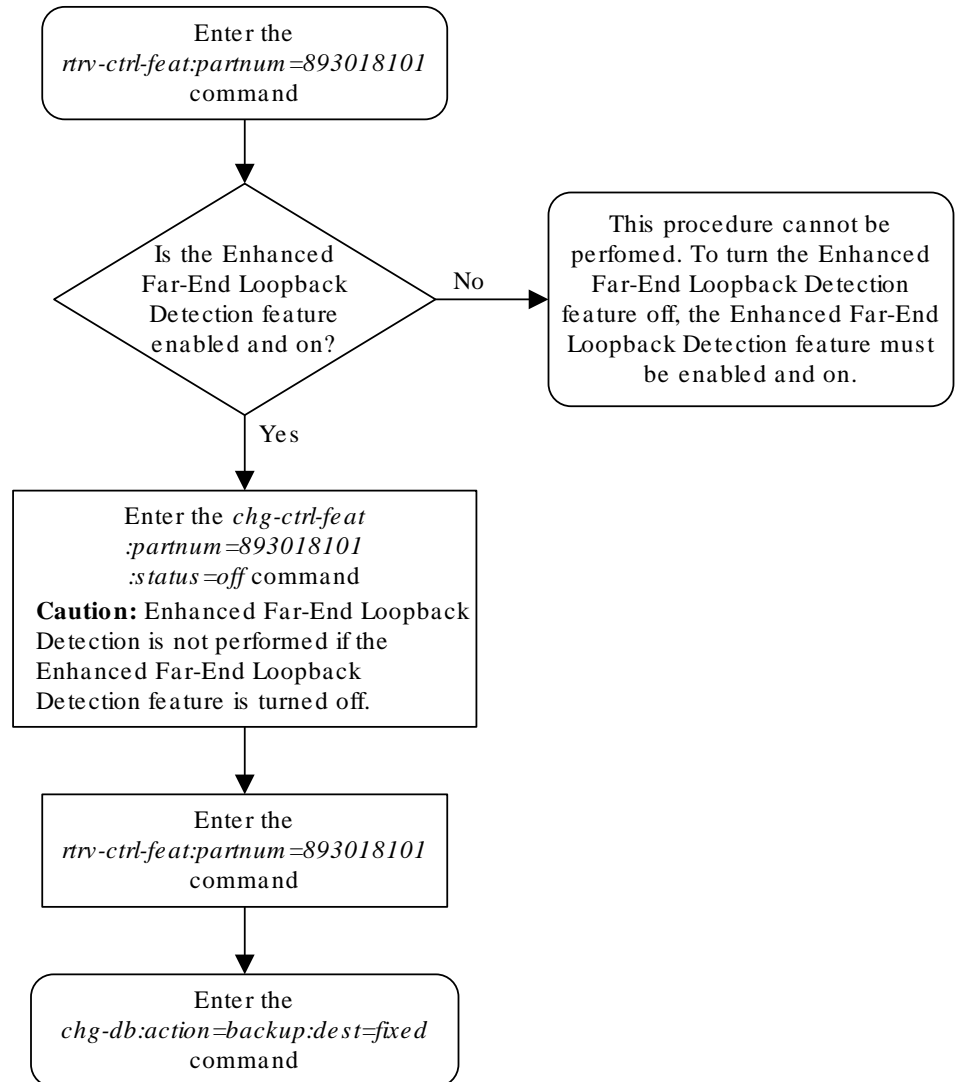 Enter the
rtrv-ctrl-feat:partnum=893018101
command
Is the Enhanced
Far-End Loopback
Detection feature
enabled and on?
No
This procedure cannot be
perfomed. To turn the Enhanced
Far-End Loopback Detection
feature off, the Enhanced Far-End
Loopback Detection feature must
be enabled and on.
Yes
Enter the chg-ctrl-feat
:partnum=893018101
:status=off command
Caution: Enhanced Far-End Loopback
Detection is not performed if the
Enhanced Far-End Loopback
Detection feature is turned off.
Enter the
rtrv-ctrl-feat:partnum=893018101
command
Enter the
chg-db:action=backup:dest=fixed
command